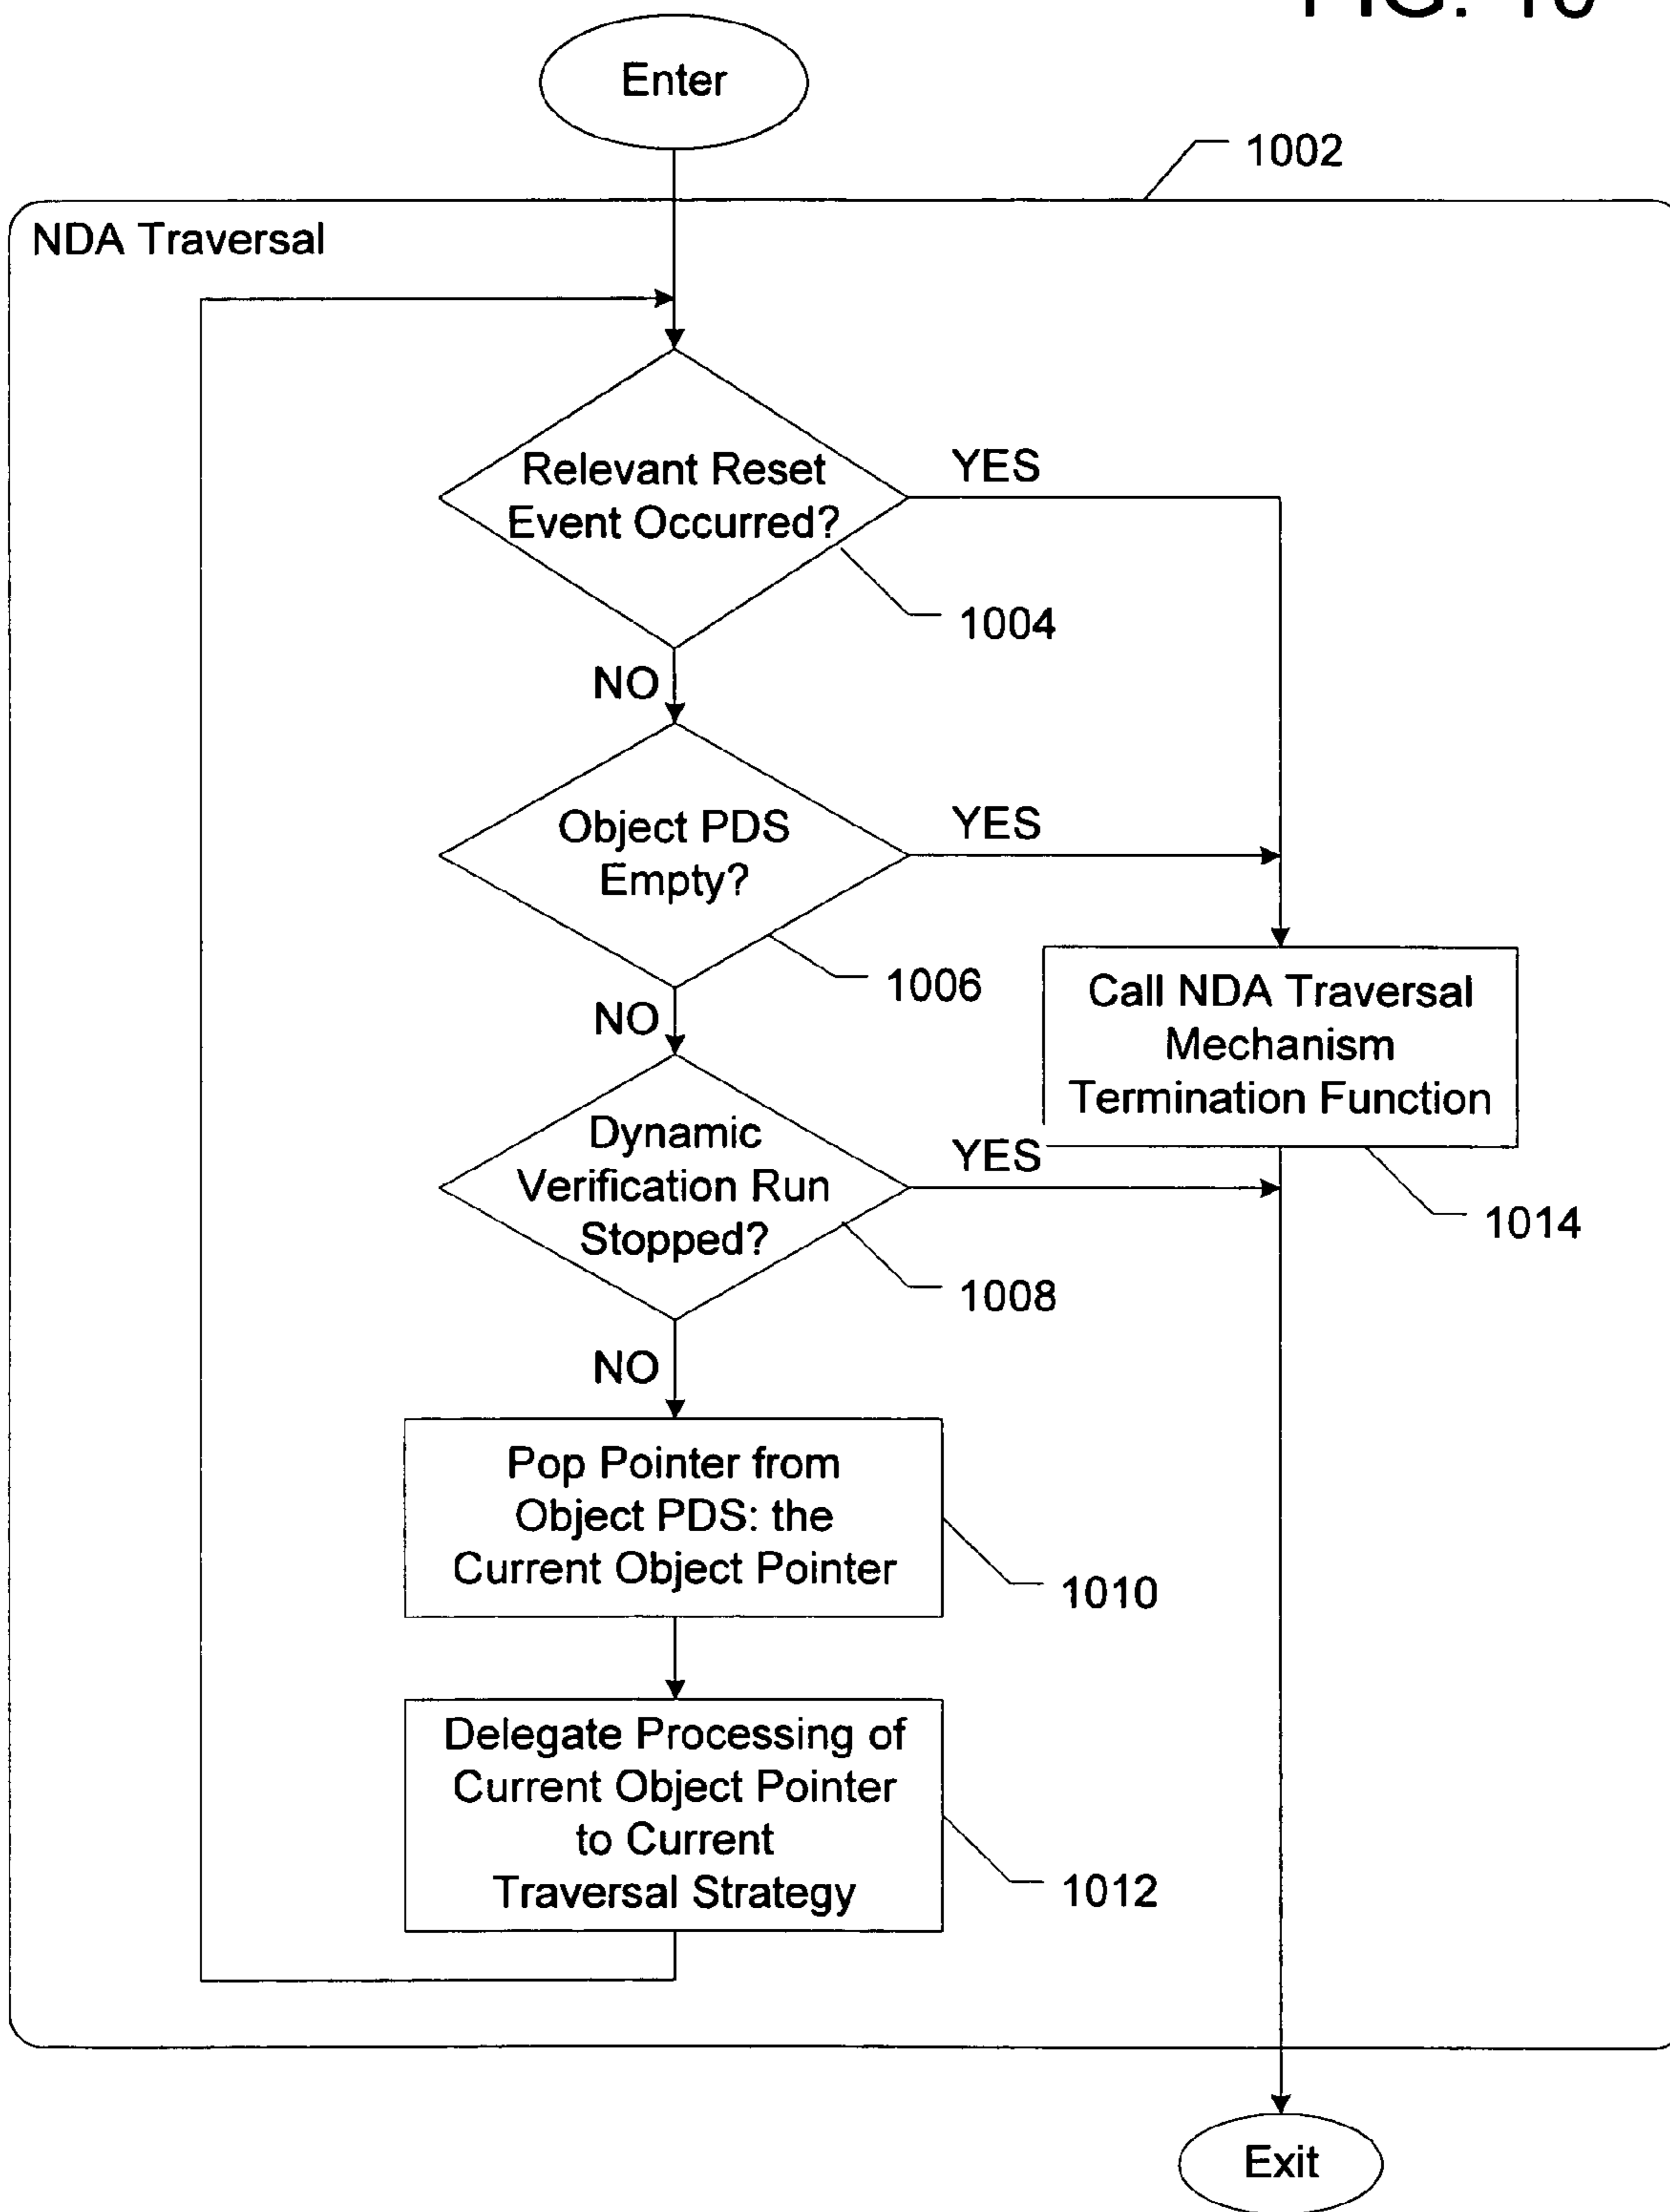 FIG. 10
Enter
1002
NDA Traversal
Relevant Reset
Event Occurred?
YES
1004
NO
Object PDS
Empty?
YES
1006
NO
Call NDA Traversal
Mechanism
Termination Function
1014
Dynamic
Verification Run
Stopped?
YES
1008
NO
Pop Pointer from
Object PDS: the
Current Object Pointer
1010
Delegate Processing of
Current Object Pointer
to Current
Traversal Strategy
1012
Exit